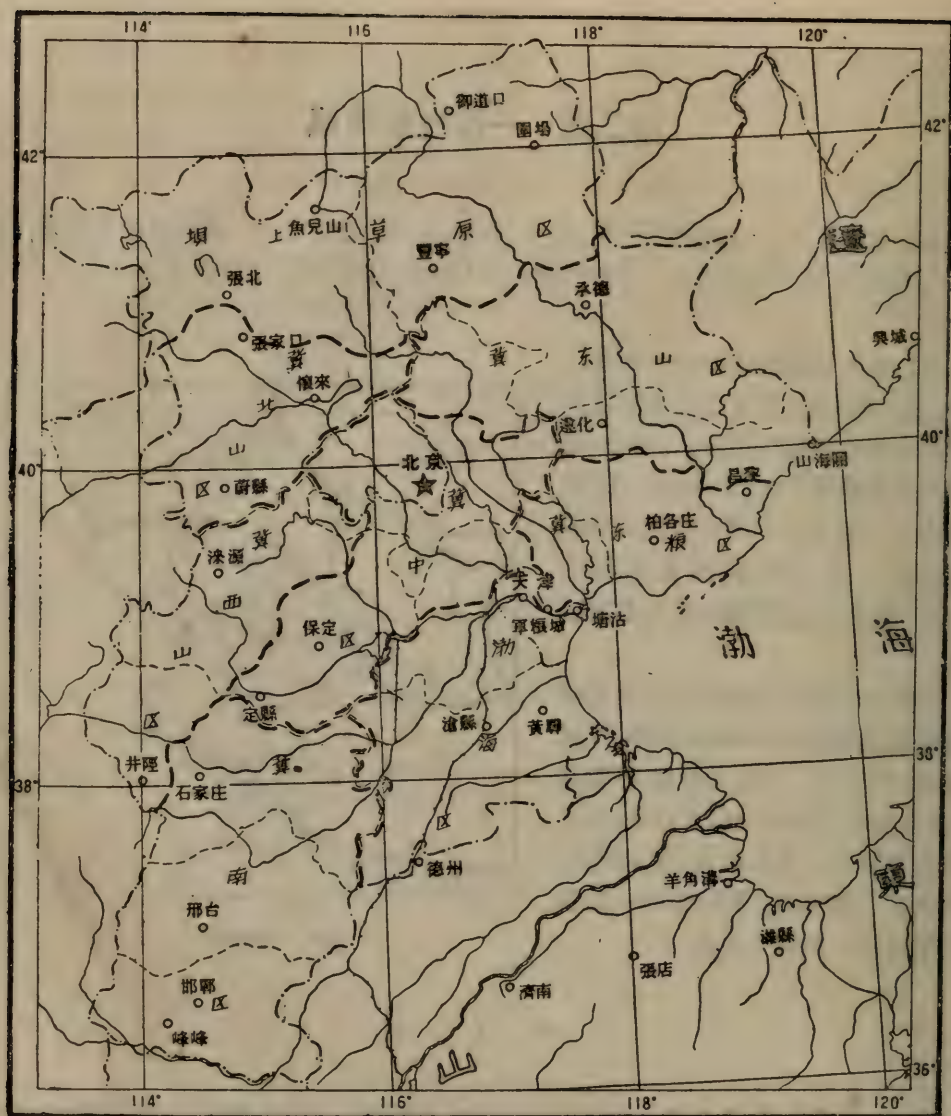 114° 116 118° 120°
御道口
圍場
42° 42°
壩 上 草 原 区
魚兒山
豐寧
張北
承德
張家口
興城
冀 北 山 区
懷來
冀 东 山 区
遵化
山海關
40° 40°
北京
昌黎
蔚縣
柏各庄
冀 东 粮 区
淶源
冀 中
冀 西 山 区
天津
軍糧城
塘沽
渤 海
保定
定縣
滄縣
黃驊
渤 海 区
井陘
38° 38°
石家庄
冀 南 区
德州
羊角溝
邢台
濰縣
張店
邯鄲
濟南
峰峰
山
36°
114° 116° 118° 120°